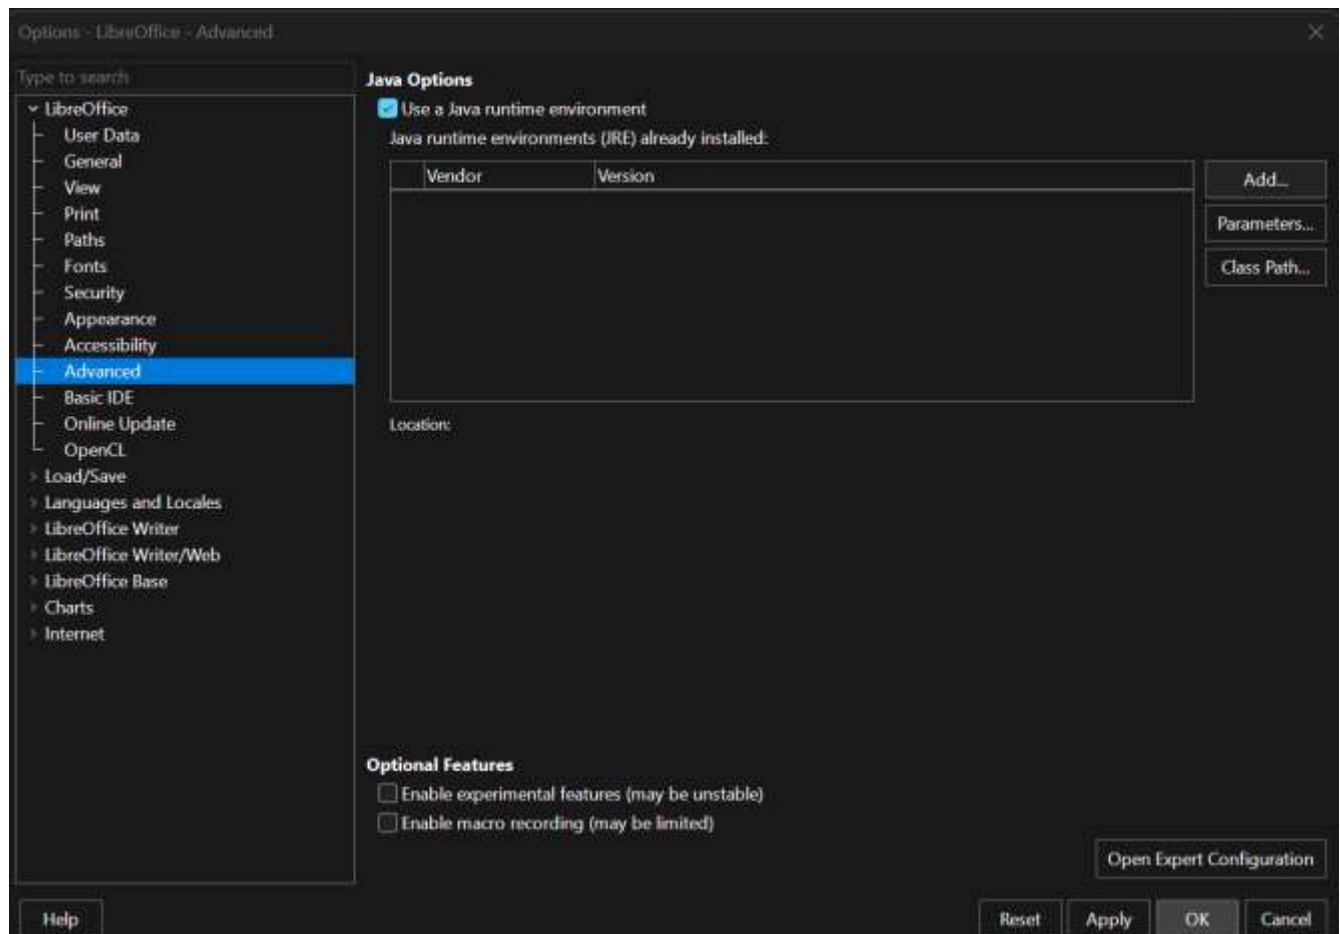 Options - LibreOffice - Advanced
Type to search
LibreOffice
User Data
General
View
Print
Paths
Fonts
Security
Appearance
Accessibility
Advanced
Basic IDE
Online Update
OpenCL
Load/Save
Languages and Locales
LibreOffice Writer
LibreOffice Writer/Web
LibreOffice Base
Charts
Internet
Java Options
Use a Java runtime environment
Java runtime environments (JRE) already installed:
Vendor Version
Add...
Parameters...
Class Path...
Location:
Optional Features
Enable experimental features (may be unstable)
Enable macro recording (may be limited)
Open Expert Configuration
Help Reset Apply OK Cancel